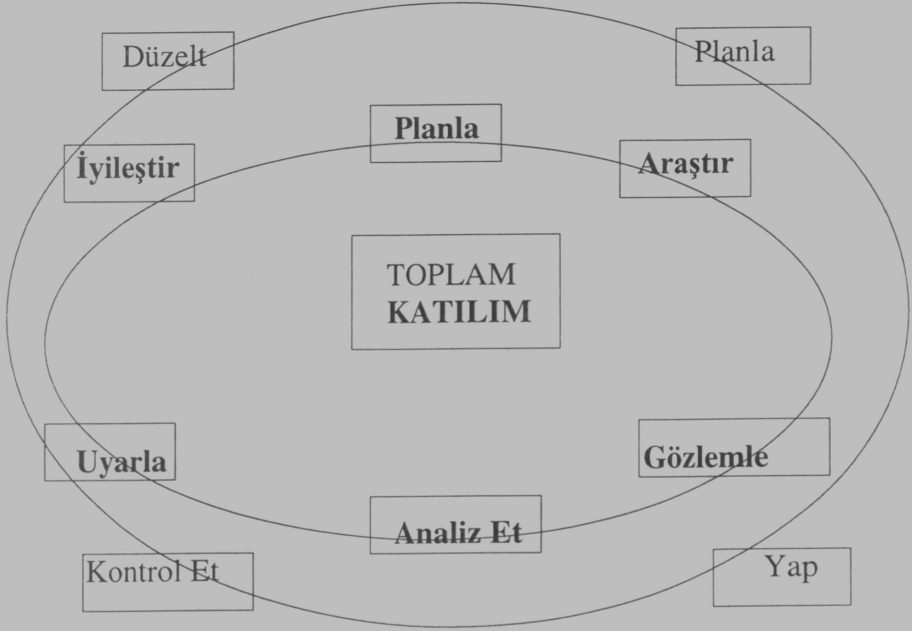 Düzelt
Planla
Planla
İyileştir
Araştır
TOPLAM
KATILIM
Uyarla
Gözlemle
Analiz Et
Kontrol Et
Yap